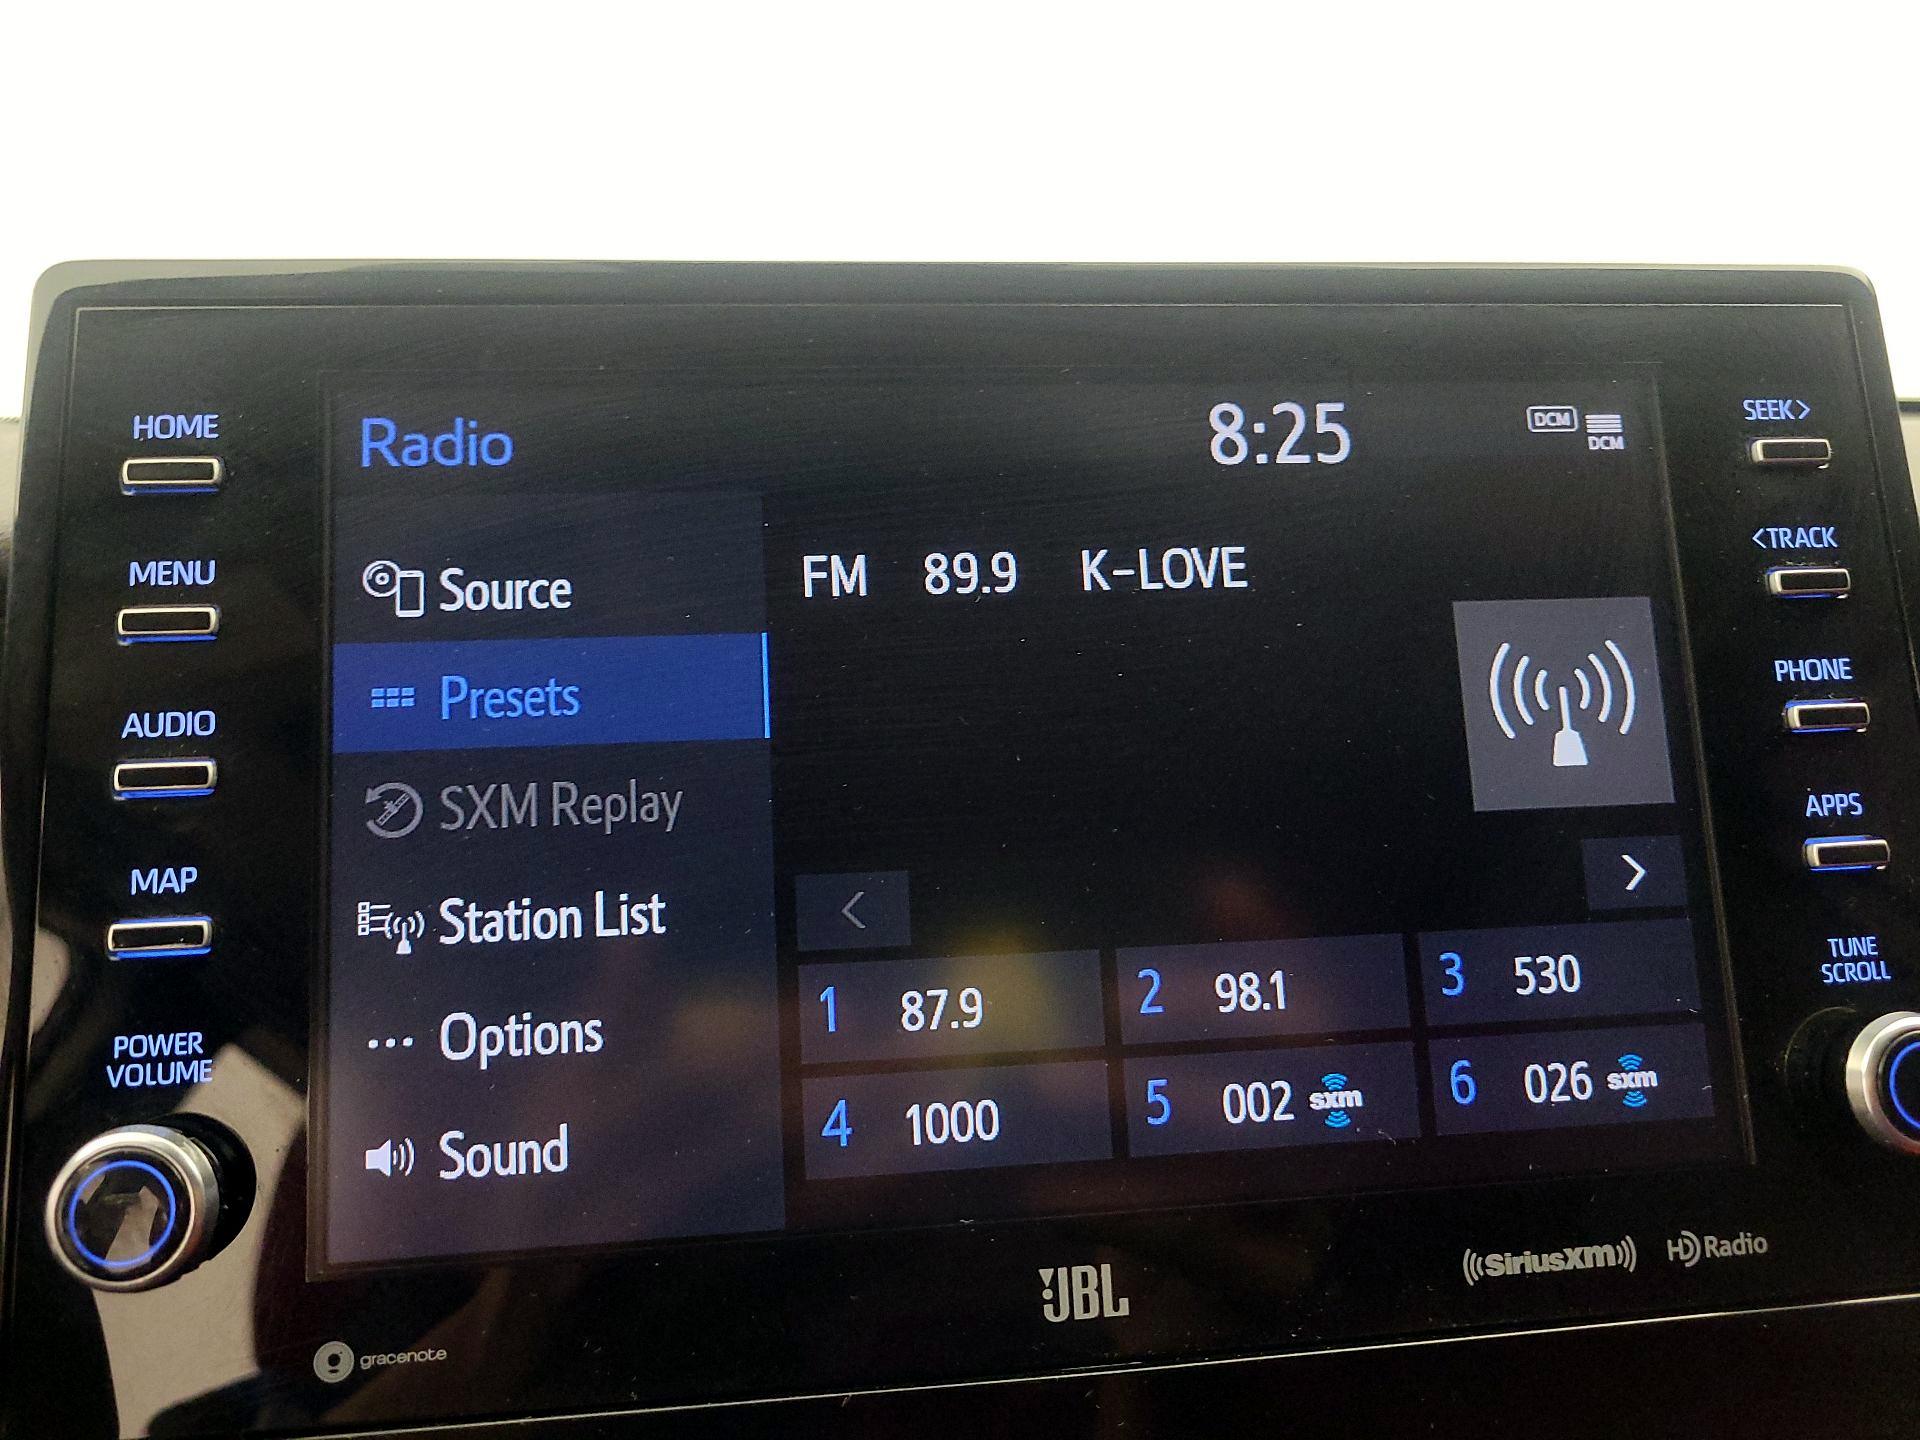 HOME
MENU
AUDIO
MAP
POWER
VOLUME
Radio
8:25
DCM
DCM
Source
Presets
SXM Replay
Station List
... Options
Sound
FM 89.9 K-LOVE
<
>
1 87.9
2 98.1
3 530
4 1000
5 002 sxm
6 026 sxm
SEEK>
<TRACK
PHONE
APPS
TUNE
SCROLL
gracenote
JBL
((SiriusXM))
HD Radio